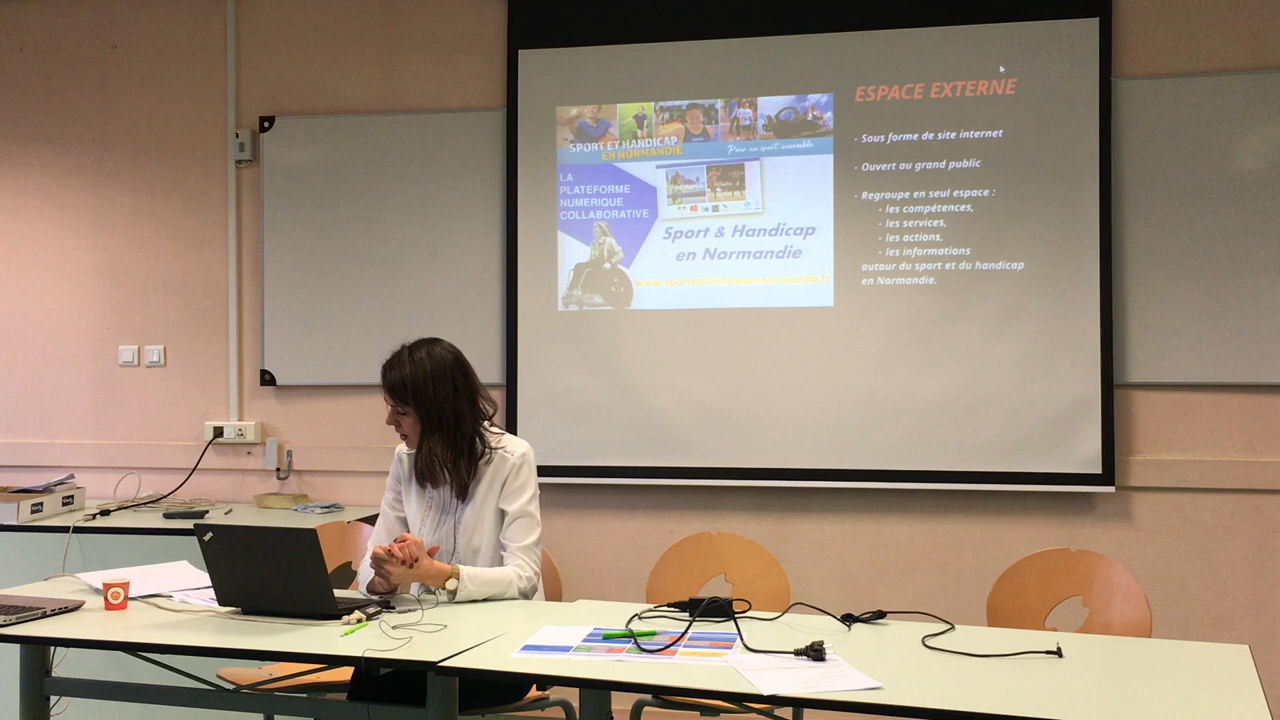 SPORT ET HANDICAP
EN NORMANDIE
Pour un sport ensemble
LA
PLATEFORME
NUMERIQUE
COLLABORATIVE
Sport & Handicap
en Normandie
www.sportethandicapennormandie.fr
ESPACE EXTERNE
- Sous forme de site internet
- Ouvert au grand public
- Regroupe en seul espace :
- les compétences,
- les services,
- les actions,
- les informations
autour du sport et du handicap
en Normandie.